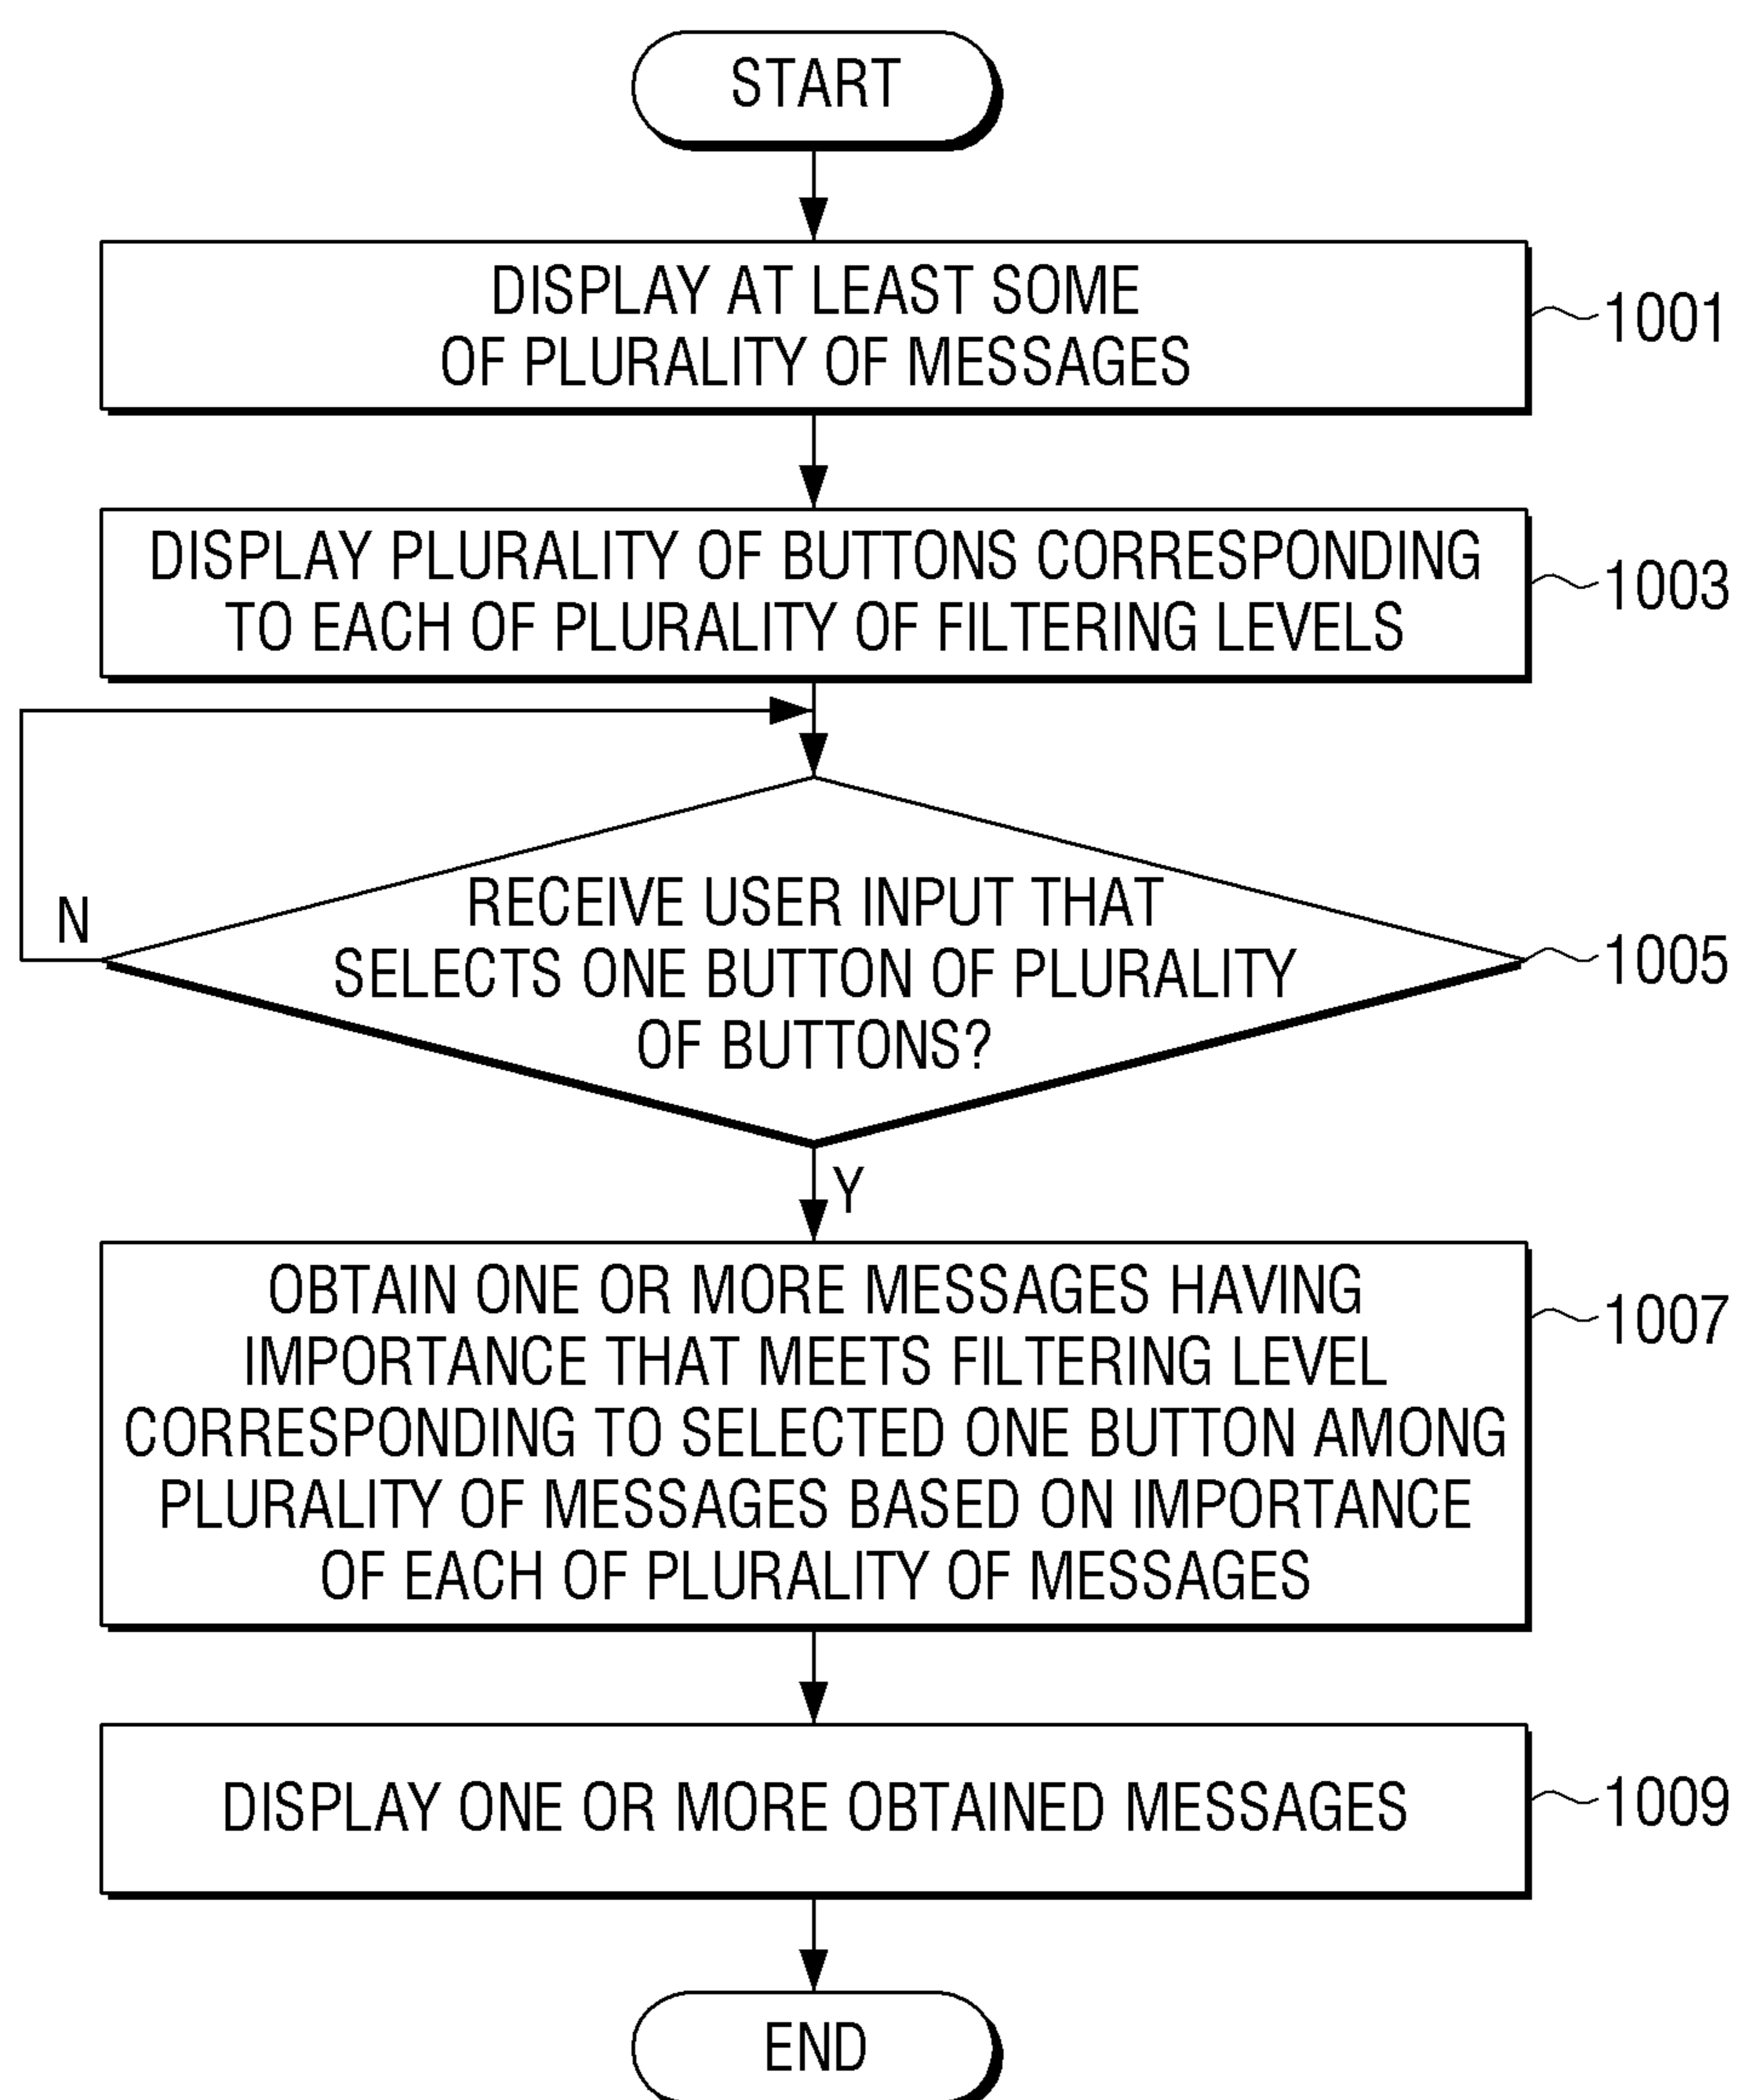 START
DISPLAY AT LEAST SOME
OF PLURALITY OF MESSAGES
1001
DISPLAY PLURALITY OF BUTTONS CORRESPONDING
TO EACH OF PLURALITY OF FILTERING LEVELS
1003
RECEIVE USER INPUT THAT
SELECTS ONE BUTTON OF PLURALITY
OF BUTTONS?
N
1005
Y
OBTAIN ONE OR MORE MESSAGES HAVING
IMPORTANCE THAT MEETS FILTERING LEVEL
CORRESPONDING TO SELECTED ONE BUTTON AMONG
PLURALITY OF MESSAGES BASED ON IMPORTANCE
OF EACH OF PLURALITY OF MESSAGES
1007
DISPLAY ONE OR MORE OBTAINED MESSAGES
1009
END